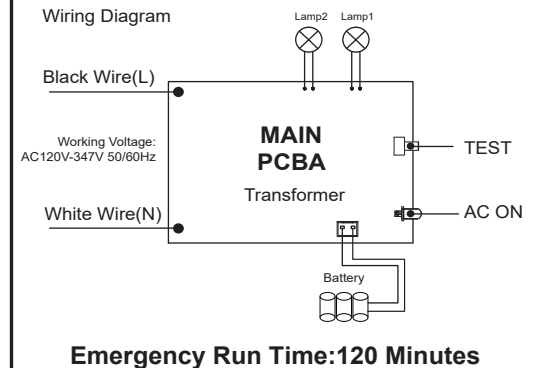 Wiring Diagram
Lamp2 Lamp1
Black Wire(L)
Working Voltage:
AC120V-347V 50/60Hz
MAIN
PCBA
Transformer
TEST
White Wire(N)
AC ON
Battery
Emergency Run Time:120 Minutes